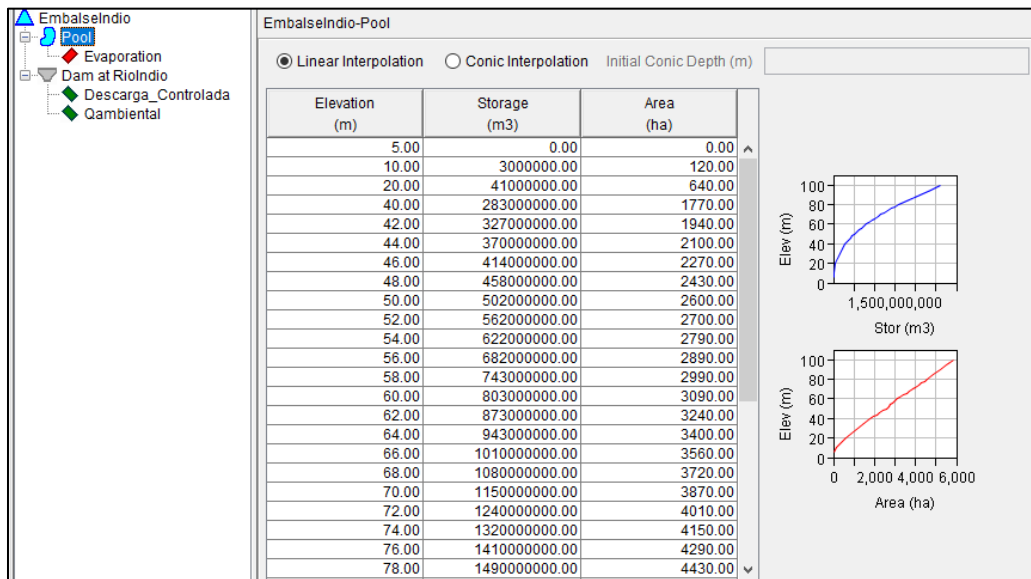 EmbalseIndio
Pool
Evaporation
Dam at RioIndio
Descarga_Controlada
Qambiental
EmbalseIndio-Pool
Linear Interpolation Conic Interpolation Initial Conic Depth (m)
Elevation Storage Area
(m) (m3) (ha)
5.00 0.00 0.00
10.00 3000000.00 120.00
20.00 41000000.00 640.00
40.00 283000000.00 1770.00
42.00 327000000.00 1940.00
44.00 370000000.00 2100.00
46.00 414000000.00 2270.00
48.00 458000000.00 2430.00
50.00 502000000.00 2600.00
52.00 562000000.00 2700.00
54.00 622000000.00 2790.00
56.00 682000000.00 2890.00
58.00 743000000.00 2990.00
60.00 803000000.00 3090.00
62.00 873000000.00 3240.00
64.00 943000000.00 3400.00
66.00 1010000000.00 3560.00
68.00 1080000000.00 3720.00
70.00 1150000000.00 3870.00
72.00 1240000000.00 4010.00
74.00 1320000000.00 4150.00
76.00 1410000000.00 4290.00
78.00 1490000000.00 4430.00
100
80
60
40
20
0
Elev (m)
1,500,000,000
Stor (m3)
100
80
60
40
20
0
Elev (m)
0 2,000 4,000 6,000
Area (ha)